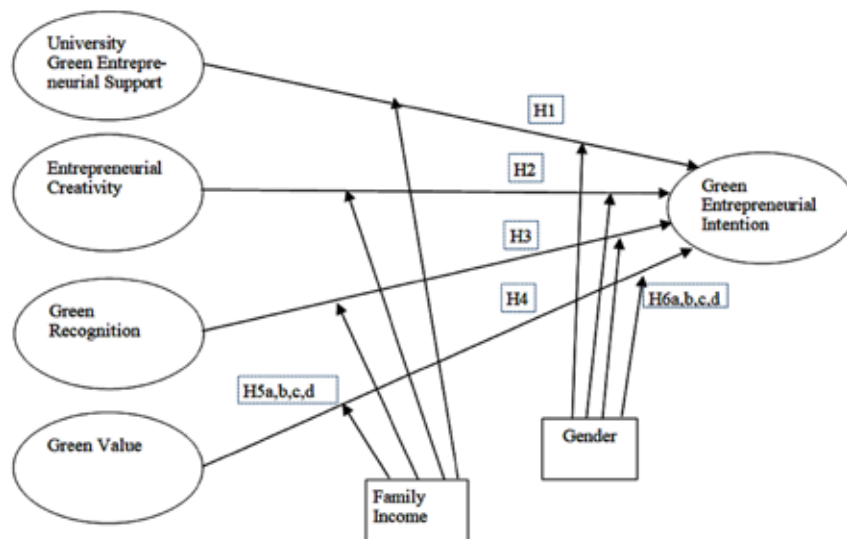 University
Green Entrepre-
neurial Support
H1
Entrepreneurial
Creativity
H2
Green
Entrepreneurial
Intention
H3
Green
Recognition
H4
H6a,b,c,d
H5a,b,c,d
Green Value
Gender
Family
Income